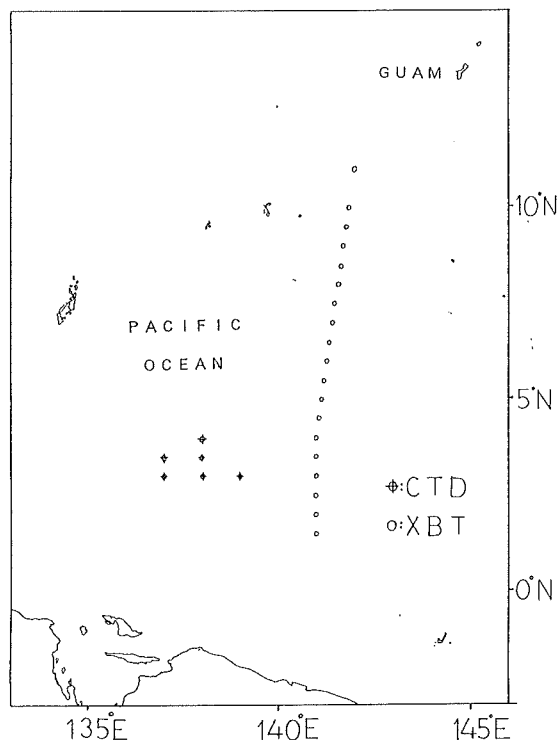 GUAM
10°N
PACIFIC
OCEAN
5°N
:CTD
:XBT
0°N
135°E
140°E
145°E